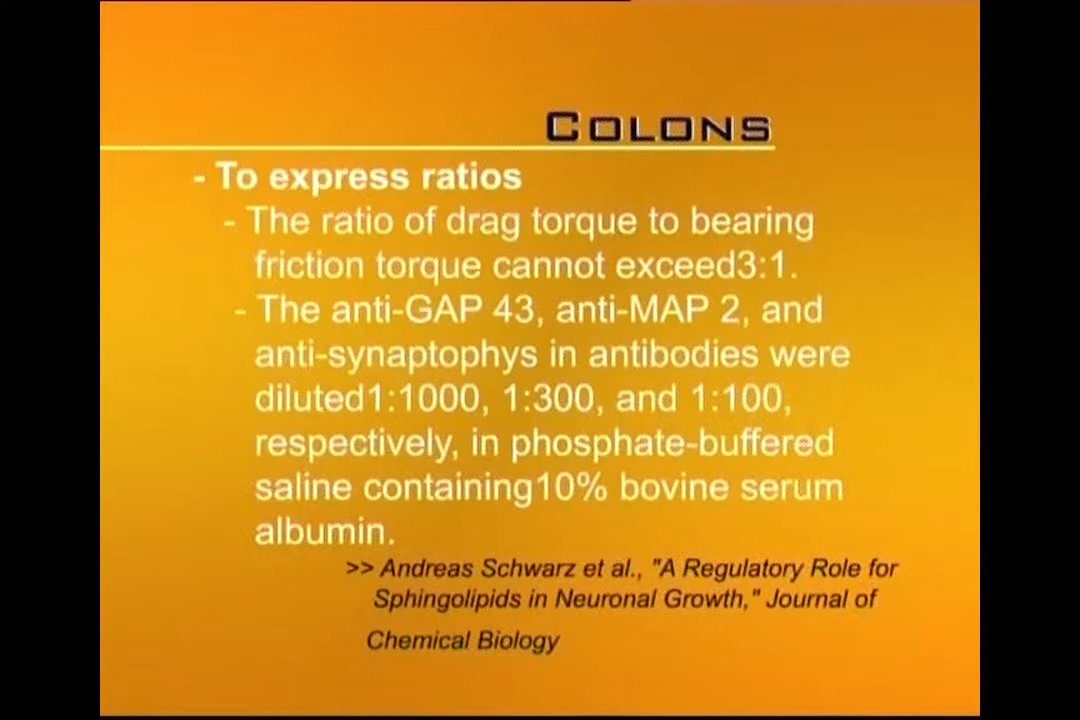 COLONS
- To express ratios
- The ratio of drag torque to bearing
friction torque cannot exceed3:1.
- The anti-GAP 43, anti-MAP 2, and
anti-synaptophys in antibodies were
diluted1:1000, 1:300, and 1:100,
respectively, in phosphate-buffered
saline containing10% bovine serum
albumin.
>> Andreas Schwarz et al., "A Regulatory Role for
Sphingolipids in Neuronal Growth," Journal of
Chemical Biology